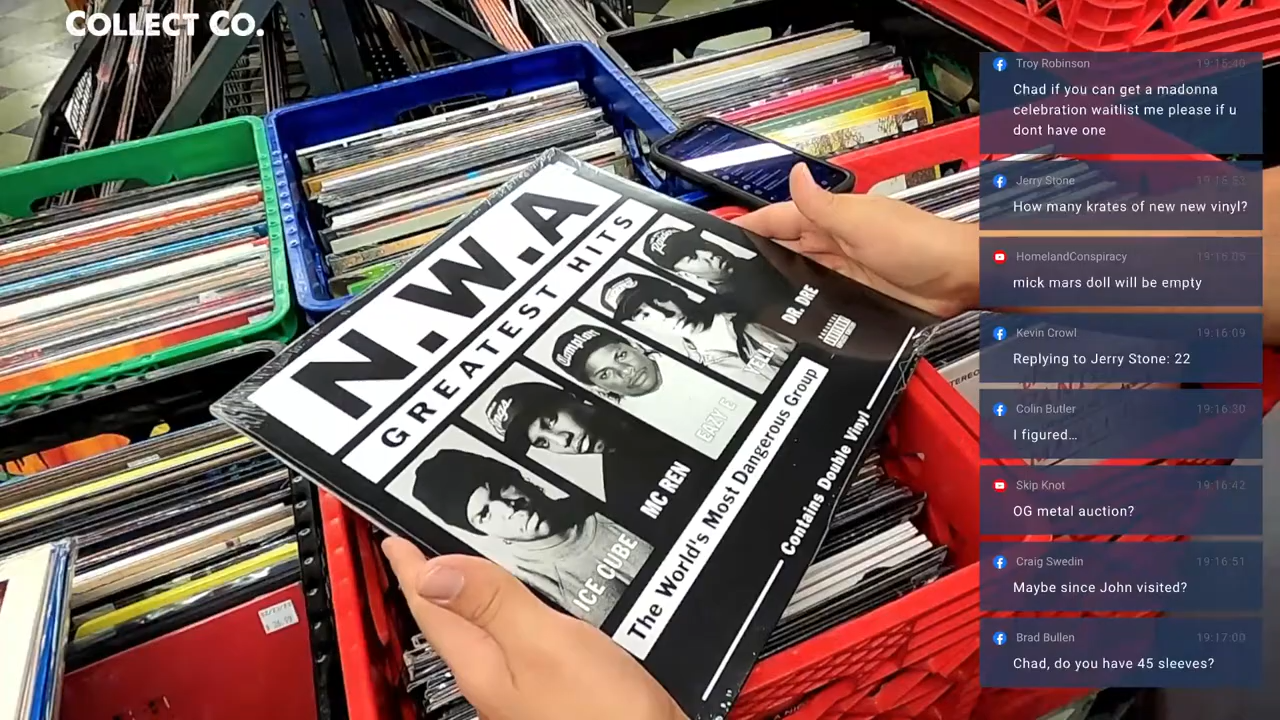 COLLECT CO.
N.W.A
GREATEST HITS
Raiders
DR. DRE
YELLA
Compton
EAZY E
Kings
MC REN
ICE CUBE
The World's Most Dangerous Group
Contains Double Vinyl
Troy Robinson 19:15:40
Chad if you can get a madonna
celebration waitlist me please if u
dont have one
Jerry Stone 19:15:53
How many krates of new new vinyl?
HomelandConspiracy 19:16:05
mick mars doll will be empty
Kevin Crowl 19:16:09
Replying to Jerry Stone: 22
Colin Butler 19:16:30
I figured…
Skip Knot 19:16:42
OG metal auction?
Craig Swedin 19:16:51
Maybe since John visited?
Brad Bullen 19:17:00
Chad, do you have 45 sleeves?